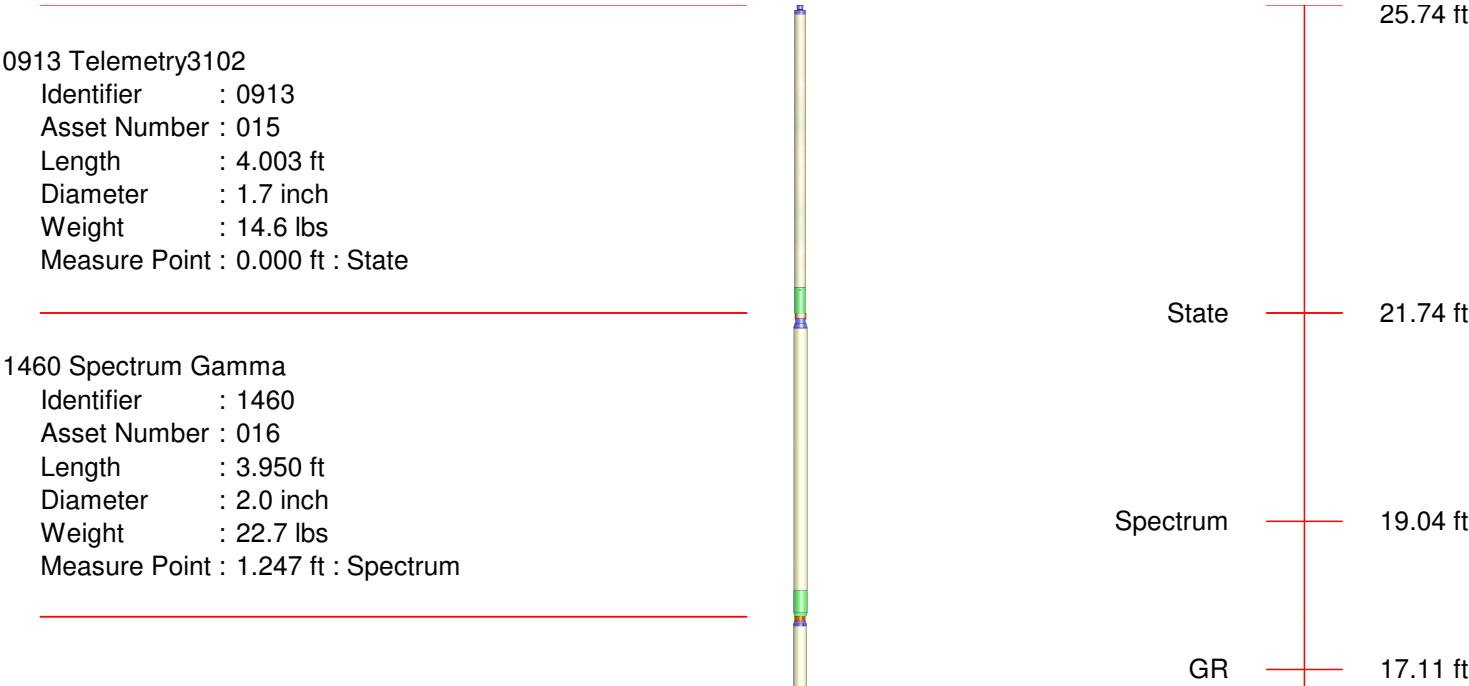 25.74 ft
0913 Telemetry3102
Identifier : 0913
Asset Number : 015
Length : 4.003 ft
Diameter : 1.7 inch
Weight : 14.6 lbs
Measure Point : 0.000 ft : State
State 21.74 ft
1460 Spectrum Gamma
Identifier : 1460
Asset Number : 016
Length : 3.950 ft
Diameter : 2.0 inch
Weight : 22.7 lbs
Measure Point : 1.247 ft : Spectrum
Spectrum 19.04 ft
GR 17.11 ft